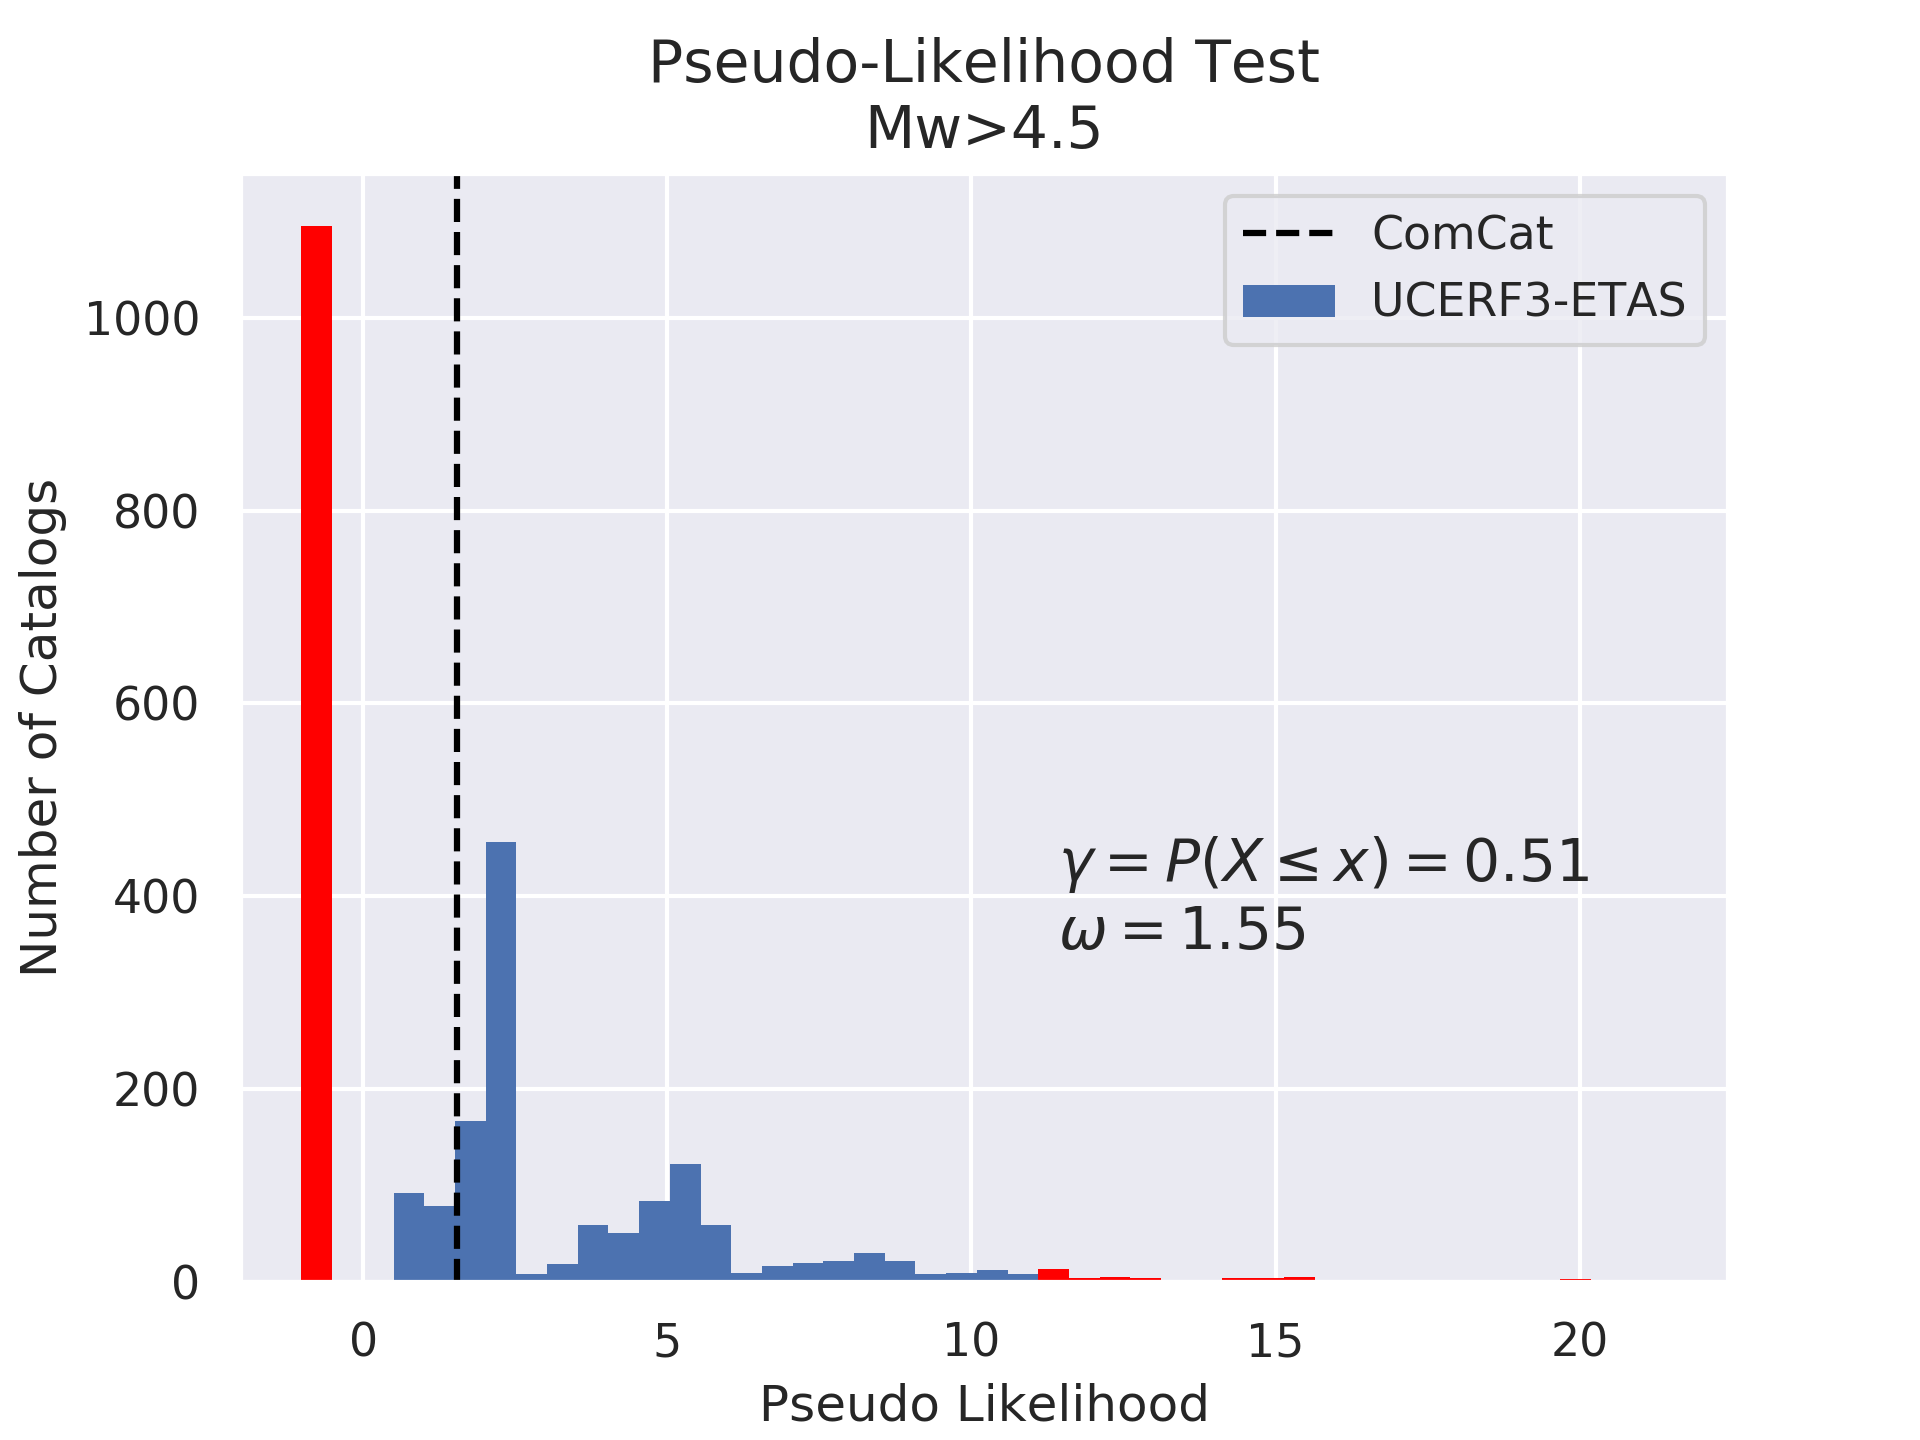 Pseudo-Likelihood Test
Mw>4.5
ComCat
UCERF3-ETAS
Number of Catalogs
1000
800
600
400
200
0
γ = P(X ≤ x) = 0.51
ω = 1.55
0 5 10 15 20
Pseudo Likelihood